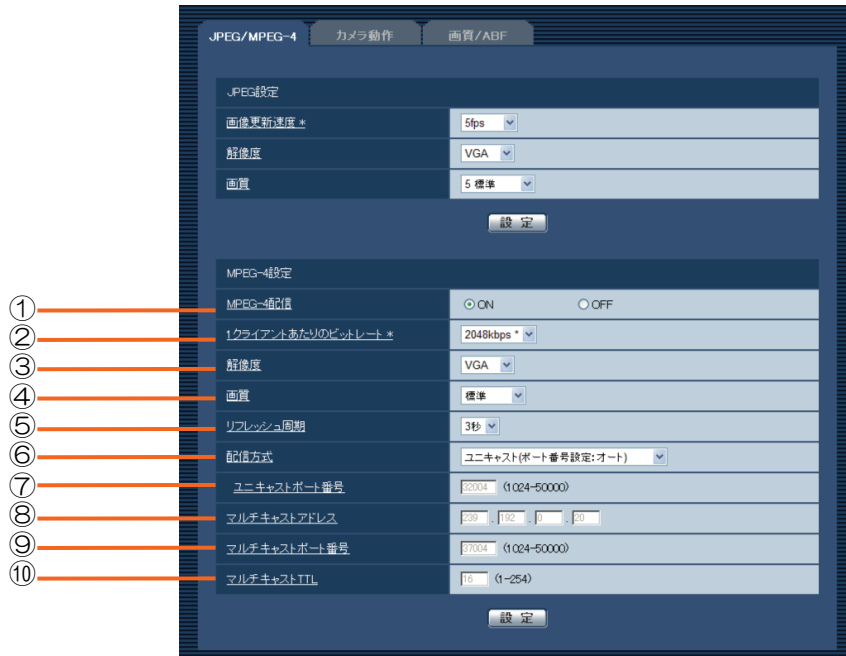 JPEG/MPEG-4 カメラ動作 画質/ABF
JPEG設定
画像更新速度 * 5fps
解像度 VGA
画質 5 標準
設 定
MPEG-4設定
① MPEG-4配信 ON OFF
② 1クライアントあたりのビットレート * 2048kbps *
③ 解像度 VGA
④ 画質 標準
⑤ リフレッシュ周期 3秒
⑥ 配信方式 ユニキャスト(ポート番号設定:オート)
⑦ ユニキャストポート番号 32004 (1024-50000)
⑧ マルチキャストアドレス 239 . 192 . 0 . 20
⑨ マルチキャストポート番号 37004 (1024-50000)
⑩ マルチキャストTTL 16 (1-254)
設 定